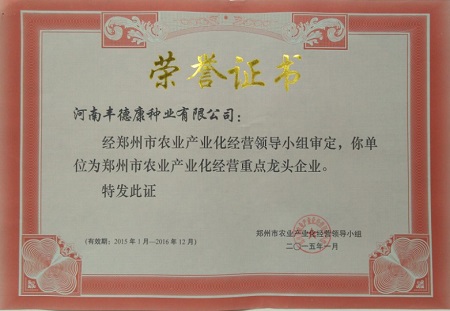 荣誉证书
河南丰德康种业有限公司：
经郑州市农业产业化经营领导小组审定，你单
位为郑州市农业产业化经营重点龙头企业。
特发此证
郑州市农业产业化经营领导小组
（有效期：2015年1月—2016年12月）
二〇一五年一月